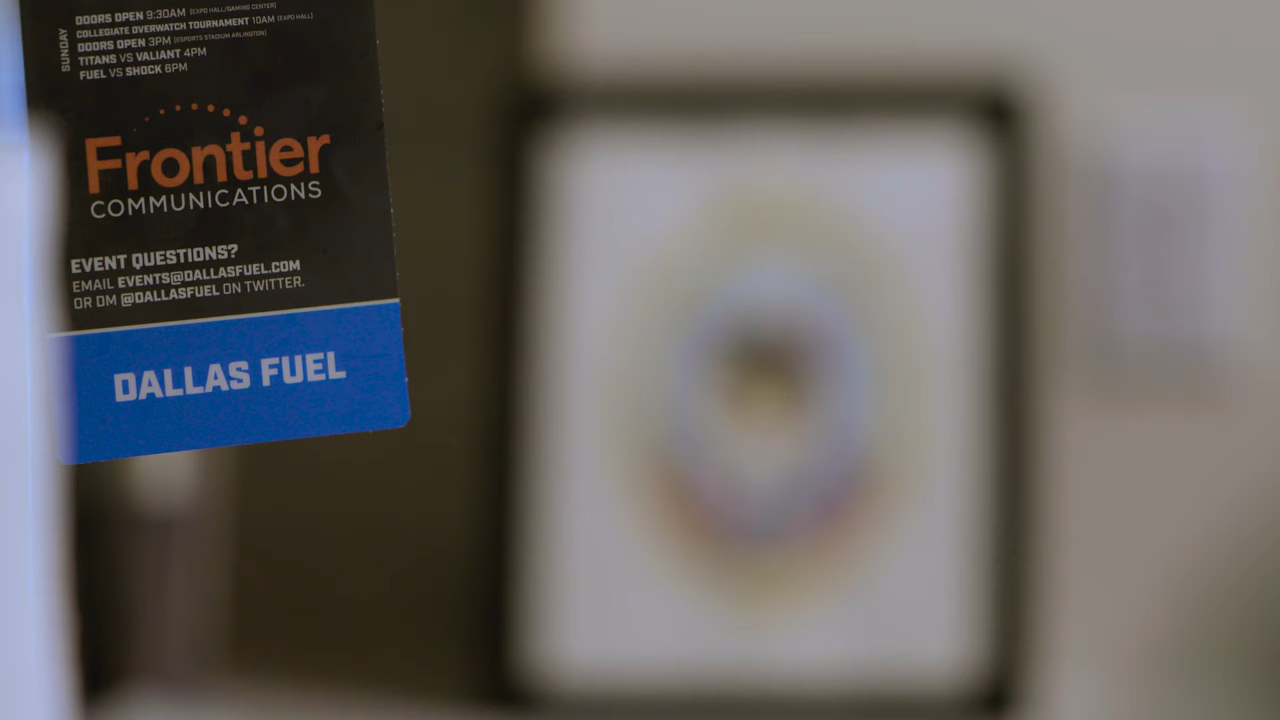 SUNDAY
DOORS OPEN 9:30AM (EXPO HALL/GAMING CENTER)
COLLEGIATE OVERWATCH TOURNAMENT 10AM (EXPO HALL)
DOORS OPEN 3PM (ESPORTS STADIUM ARLINGTON)
TITANS VS VALIANT 4PM
FUEL VS SHOCK 6PM
Frontier
COMMUNICATIONS
EVENT QUESTIONS?
EMAIL EVENTS@DALLASFUEL.COM
OR DM @DALLASFUEL ON TWITTER.
DALLAS FUEL